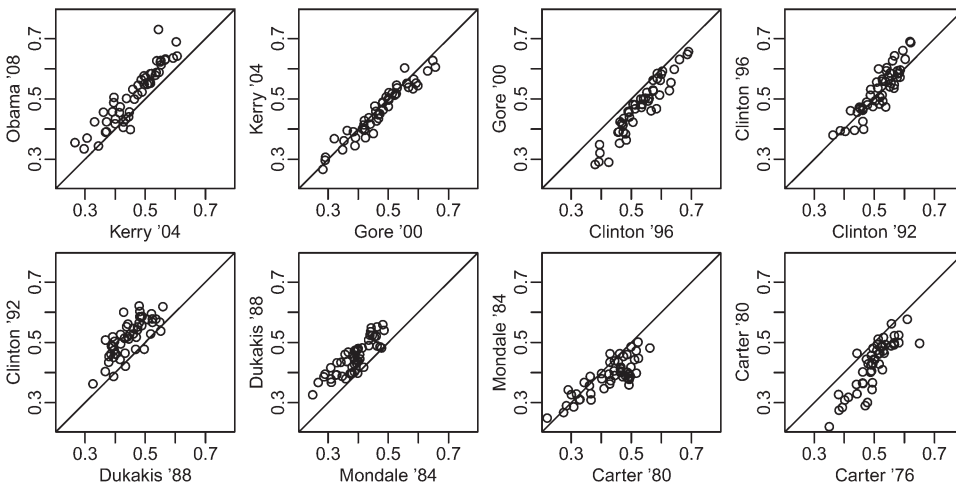 Obama ’08
0.3 0.5 0.7
0.3 0.5 0.7
Kerry ’04
Kerry ’04
0.3 0.5 0.7
0.3 0.5 0.7
Gore ’00
Gore ’00
0.3 0.5 0.7
0.3 0.5 0.7
Clinton ’96
Clinton ’96
0.3 0.5 0.7
0.3 0.5 0.7
Clinton ’92
Clinton ’92
0.3 0.5 0.7
0.3 0.5 0.7
Dukakis ’88
Dukakis ’88
0.3 0.5 0.7
0.3 0.5 0.7
Mondale ’84
Mondale ’84
0.3 0.5 0.7
0.3 0.5 0.7
Carter ’80
Carter ’80
0.3 0.5 0.7
0.3 0.5 0.7
Carter ’76